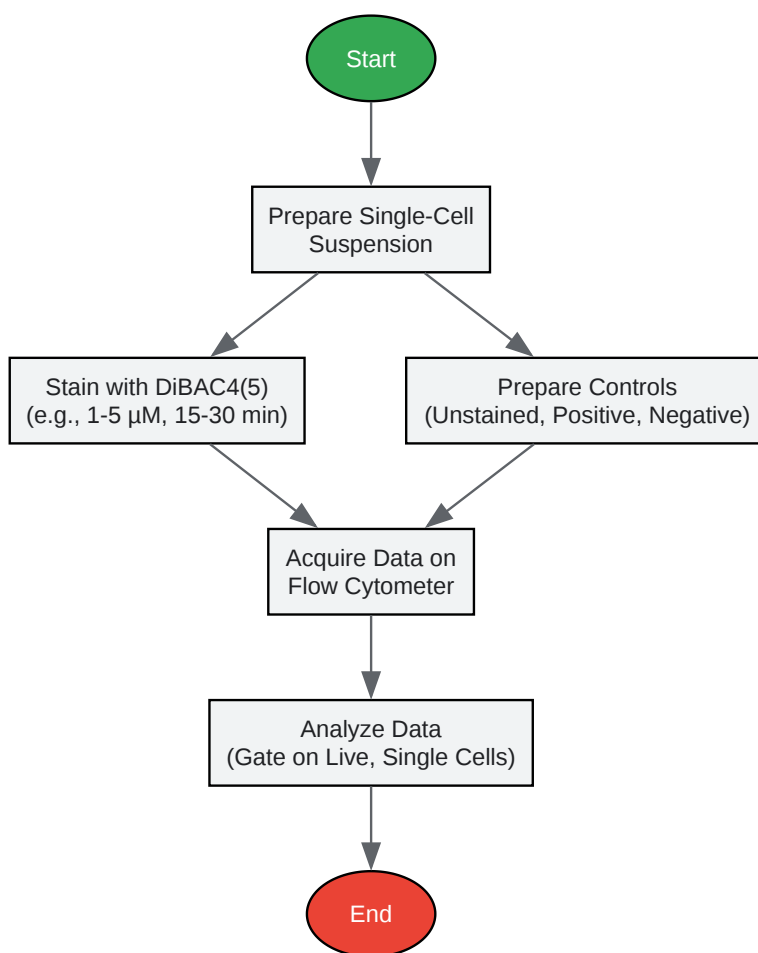 Start
Prepare Single-Cell
Suspension
Stain with DiBAC4(5)
(e.g., 1-5 µM, 15-30 min)
Prepare Controls
(Unstained, Positive, Negative)
Acquire Data on
Flow Cytometer
Analyze Data
(Gate on Live, Single Cells)
End